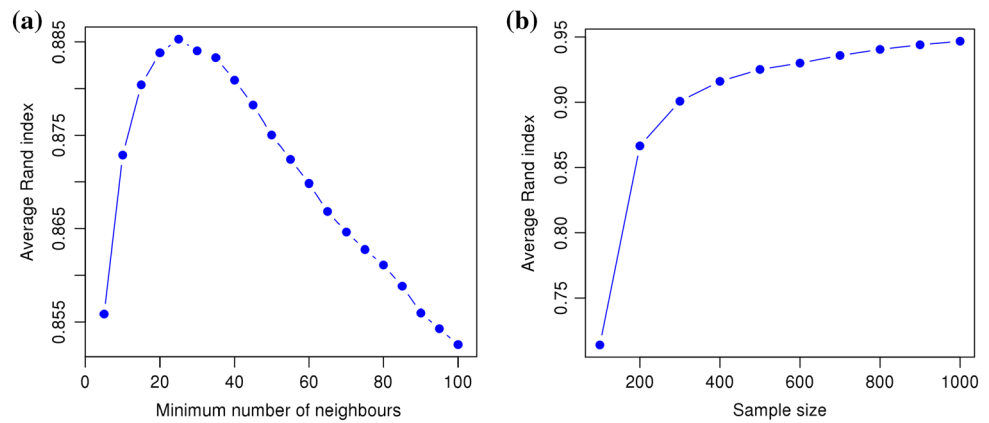 (a)
Average Rand index
0.885
0.875
0.865
0.855
0 20 40 60 80 100
Minimum number of neighbours
(b)
Average Rand index
0.95
0.90
0.85
0.80
0.75
200 400 600 800 1000
Sample size